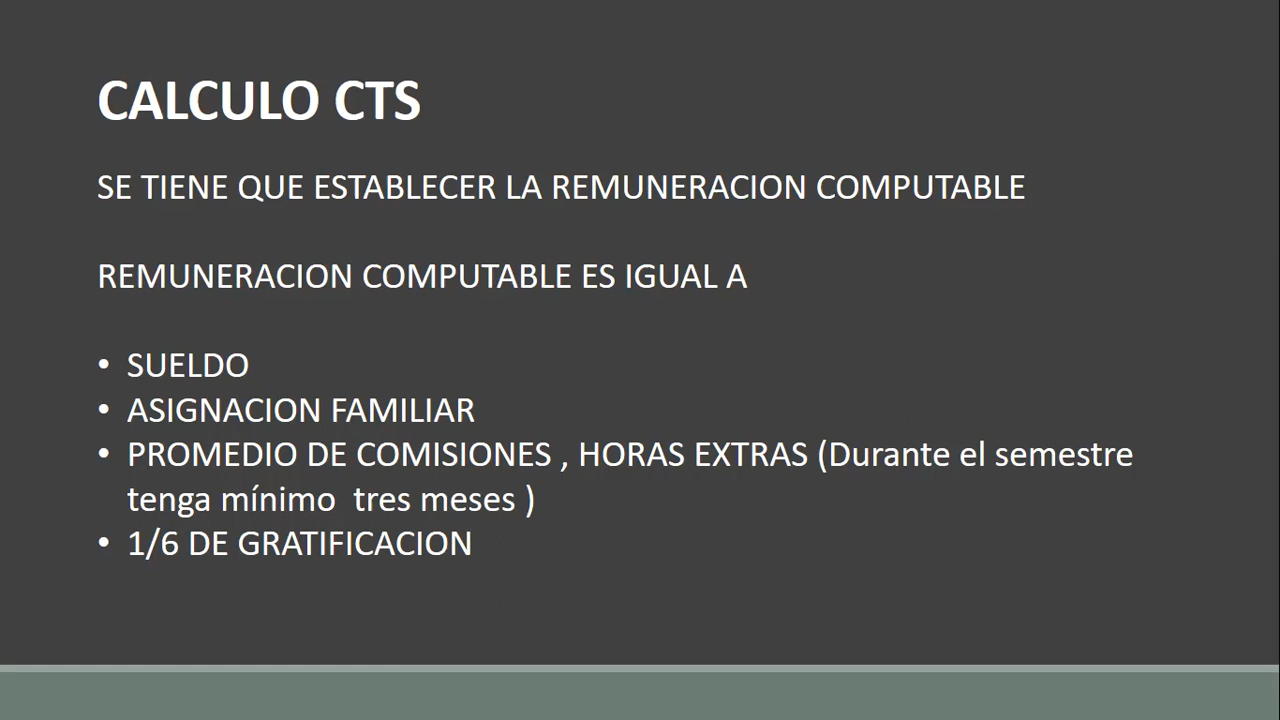 CALCULO CTS
SE TIENE QUE ESTABLECER LA REMUNERACION COMPUTABLE
REMUNERACION COMPUTABLE ES IGUAL A
• SUELDO
• ASIGNACION FAMILIAR
• PROMEDIO DE COMISIONES , HORAS EXTRAS (Durante el semestre
tenga mínimo  tres meses )
• 1/6 DE GRATIFICACION